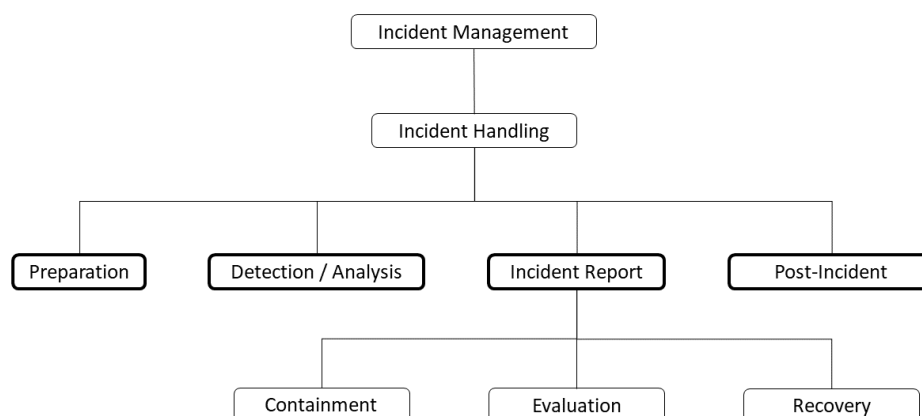 Incident Management
Incident Handling
Preparation
Detection / Analysis
Incident Report
Post-Incident
Containment
Evaluation
Recovery